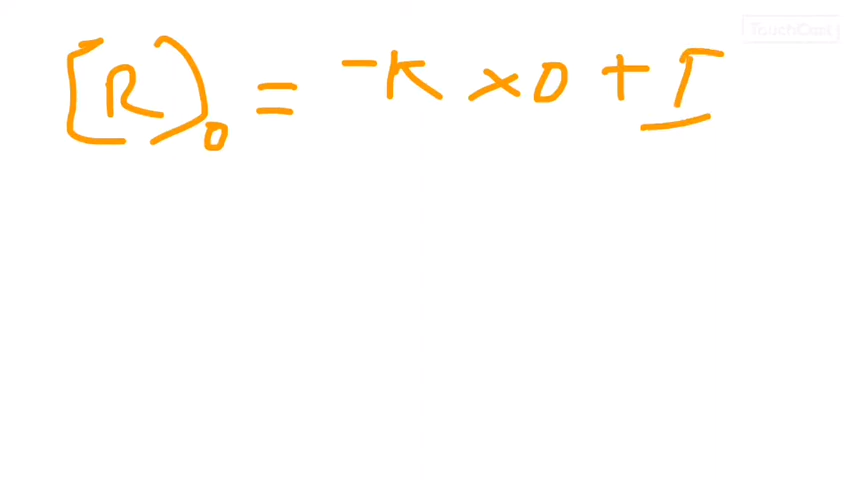 [R]₀ = -K × 0 + I
TouchCast